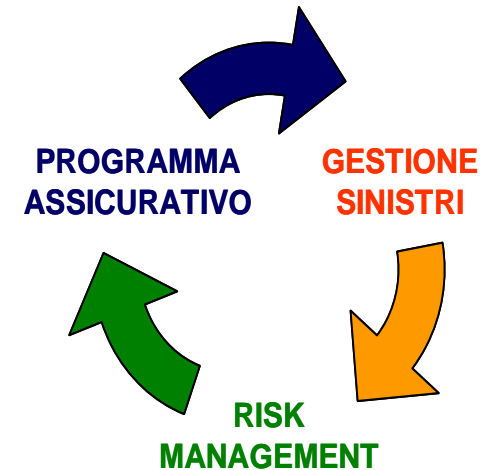 PROGRAMMA
ASSICURATIVO
GESTIONE
SINISTRI
RISK
MANAGEMENT